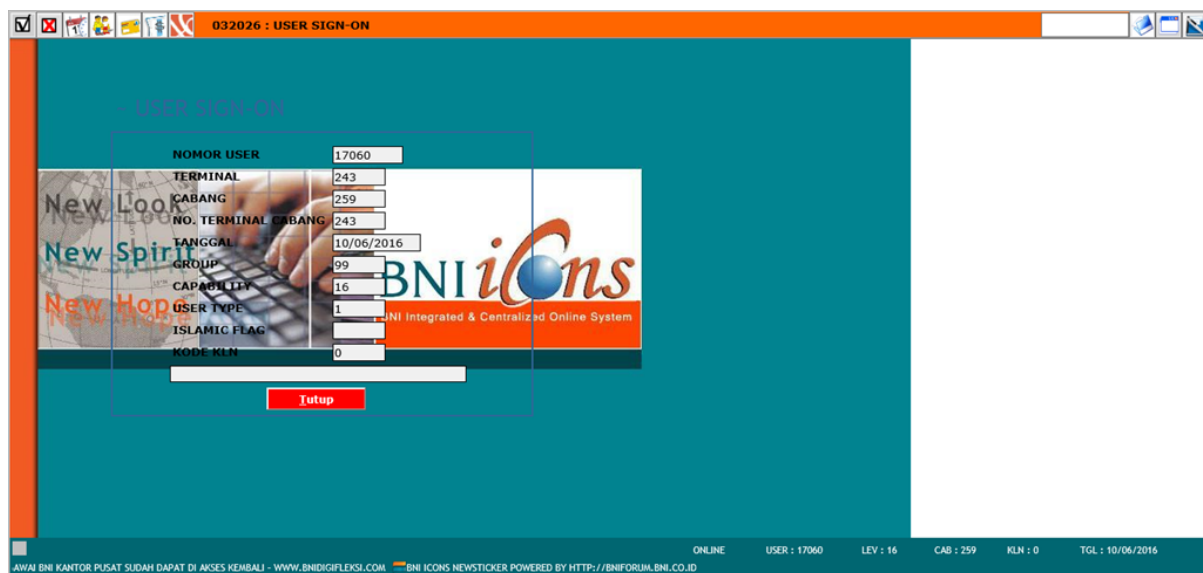 032026 : USER SIGN-ON
- USER SIGN-ON
NOMOR USER 17060
TERMINAL 243
CABANG 259
NO. TERMINAL CABANG 243
TANGGAL 10/06/2016
GROUP 99
CAPABILITY 16
USER TYPE 1
ISLAMIC FLAG
KODE KLN 0
Tutup
New Look
New Spirit
New Hope
BNI icons
BNI Integrated & Centralized Online System
ONLINE USER : 17060 LEV : 16 CAB : 259 KLN : 0 TGL : 10/06/2016
AWAI BNI KANTOR PUSAT SUDAH DAPAT DI AKSES KEMBALI - WWW.BNIDIGIFLEKSI.COM BNI ICONS NEWSTICKER POWERED BY HTTP://BNIFORUM.BNI.CO.ID